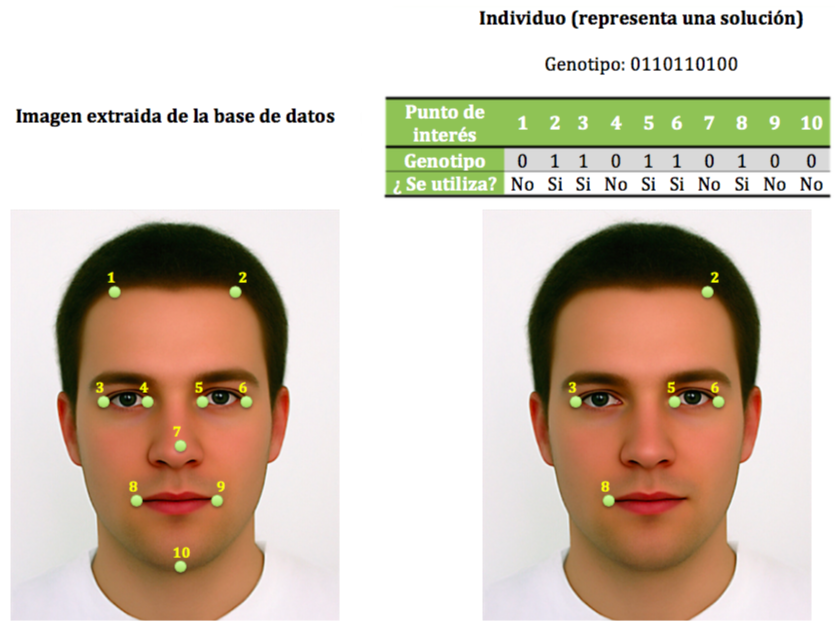 Individuo (representa una solución)
Genotipo: 0110110100
Imagen extraida de la base de datos
Punto de interés 1 2 3 4 5 6 7 8 9 10
Genotipo 0 1 1 0 1 1 0 1 0 0
¿ Se utiliza? No Si Si No Si Si No Si No No
1 2
3 4 5 6
7
8 9
10
2
3 5 6
8